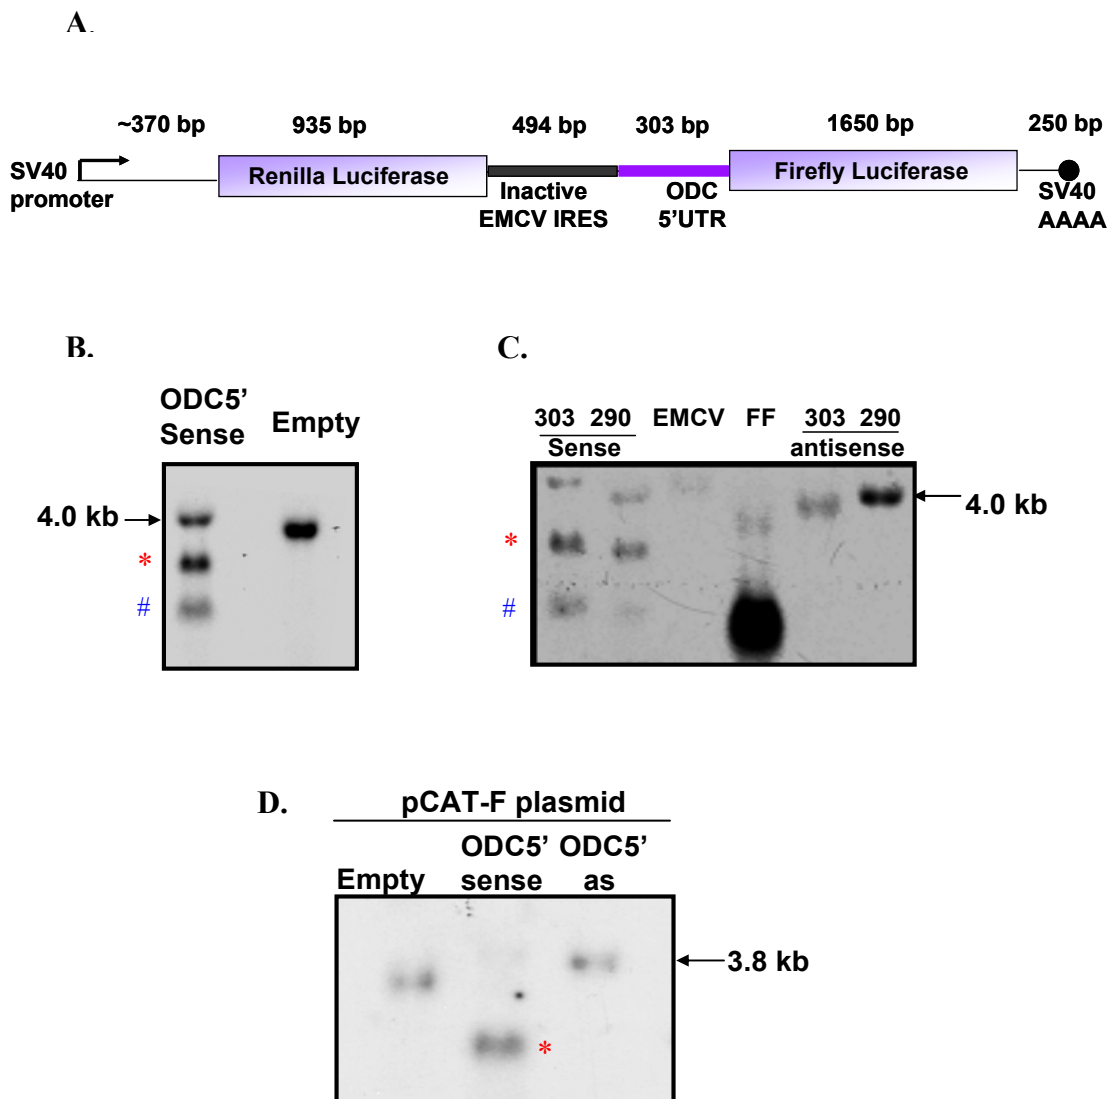 A.
~370 bp 935 bp 494 bp 303 bp 1650 bp 250 bp
SV40
promoter
Renilla Luciferase
Inactive
EMCV IRES
ODC
5'UTR
Firefly Luciferase
SV40
AAAA
B.
ODC5'
Sense
Empty
4.0 kb
*
#
C.
303 290 EMCV FF 303 290
Sense antisense
4.0 kb
*
#
D.
pCAT-F plasmid
ODC5' ODC5'
Empty sense as
3.8 kb
*